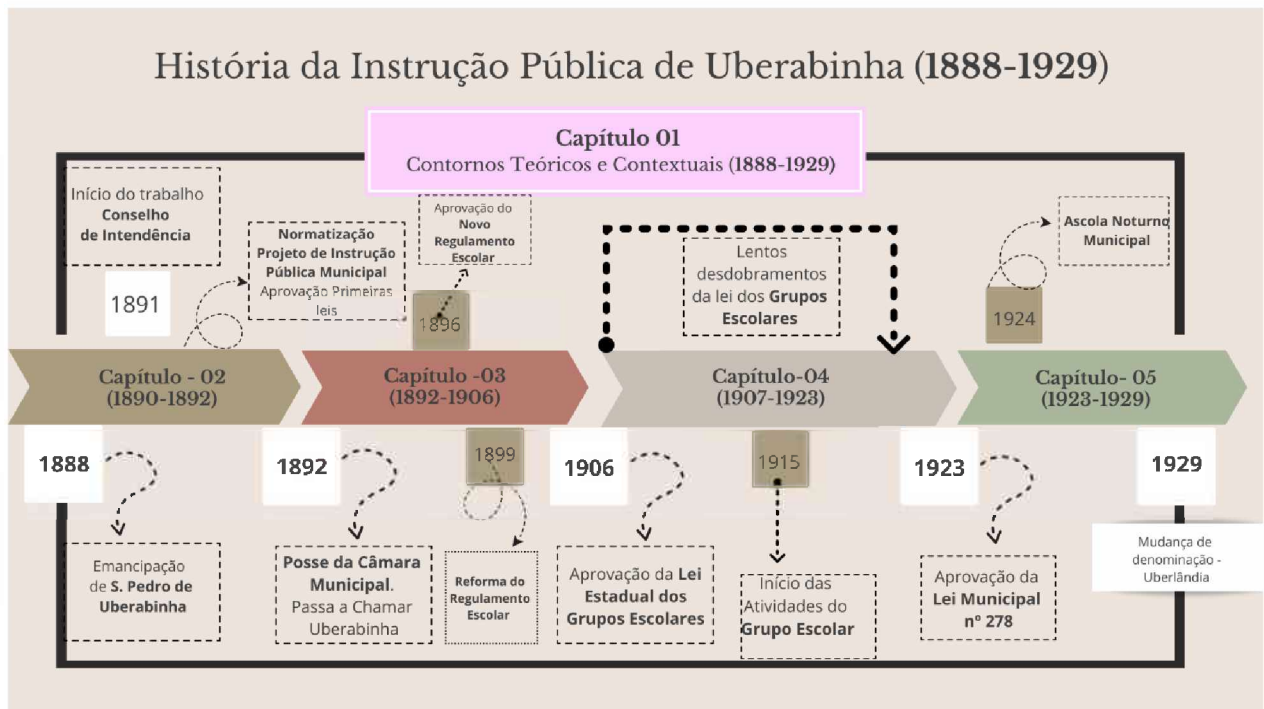 História da Instrução Pública de Uberabinha (1888-1929)
Capítulo 01
Contornos Teóricos e Contextuais (1888-1929)
Início do trabalho
Conselho
de Intendência
1891
Normatização
Projeto de Instrução
Pública Municipal
Aprovação Primeiras
leis
Aprovação do
Novo
Regulamento
Escolar
1896
Lentos
desdobramentos
da lei dos Grupos
Escolares
Ascola Noturno
Municipal
1924
Capítulo - 02
(1890-1892)
Capítulo -03
(1892-1906)
Capítulo-04
(1907-1923)
Capítulo- 05
(1923-1929)
1888
1892
1899
1906
1915
1923
1929
Emancipação
de S. Pedro de
Uberabinha
Posse da Câmara
Municipal.
Passa a Chamar
Uberabinha
Reforma do
Regulamento
Escolar
Aprovação da Lei
Estadual dos
Grupos Escolares
Início das
Atividades do
Grupo Escolar
Aprovação da
Lei Municipal
nº 278
Mudança de
denominação -
Uberlândia